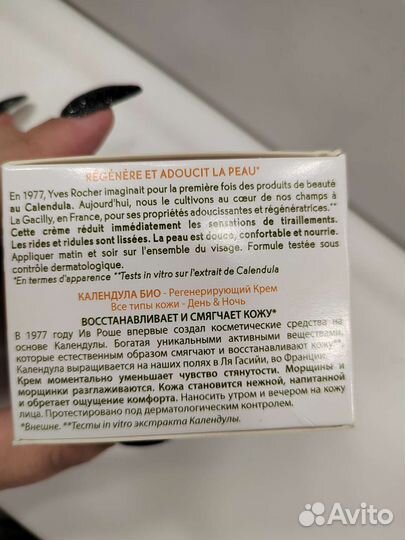 RÉGÉNÈRE ET ADOUCIT LA PEAU*
En 1977, Yves Rocher imaginait pour la première fois des produits de beauté
au Calendula. Aujourd'hui, nous le cultivons au cœur de nos champs à
La Gacilly, en France, pour ses propriétés adoucissantes et régénératrices.**
Cette crème réduit immédiatement les sensations de tiraillements.
Les rides et ridules sont lissées. La peau est douce, confortable et nourrie.
Appliquer matin et soir sur l'ensemble du visage. Formule testée sous
contrôle dermatologique.
*En termes d'apparence **Tests in vitro sur l'extrait de Calendula
КАЛЕНДУЛА БИО - Регенерирующий Крем
Все типы кожи - День & Ночь
ВОССТАНАВЛИВАЕТ И СМЯГЧАЕТ КОЖУ*
В 1977 году Ив Роше впервые создал косметические средства на
основе Календулы. Богатая уникальными активными веществами,
которые естественным образом смягчают и восстанавливают кожу**,
Календула выращивается на наших полях в Ля Гасийи, во Франции.
Крем моментально уменьшает чувство стянутости. Морщины и
морщинки разглаживаются. Кожа становится нежной, напитанной
и обретает ощущение комфорта. Наносить утром и вечером на кожу
лица. Протестировано под дерматологическим контролем.
*Внешне. **Тесты in vitro экстракта Календулы.
Avito